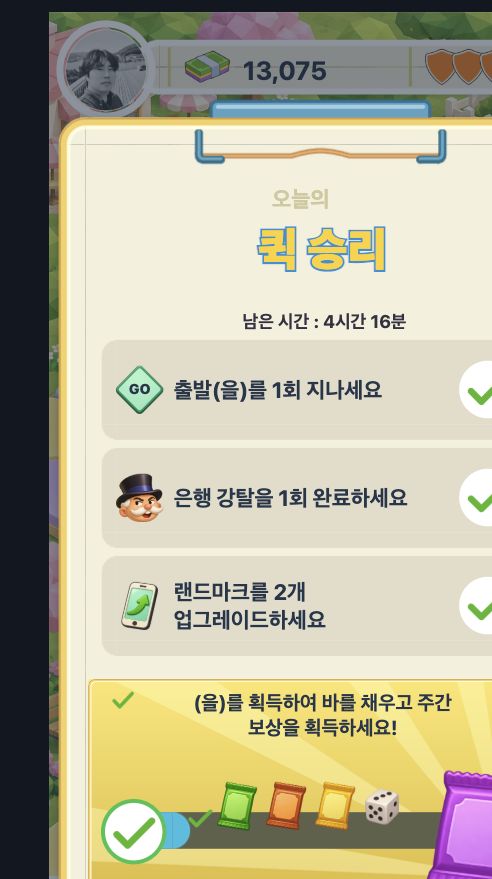 13,075
오늘의
퀵 승리
남은 시간 : 4시간 16분
GO
출발(을)를 1회 지나세요
은행 강탈을 1회 완료하세요
랜드마크를 2개
업그레이드하세요
(을)를 획득하여 바를 채우고 주간
보상을 획득하세요!